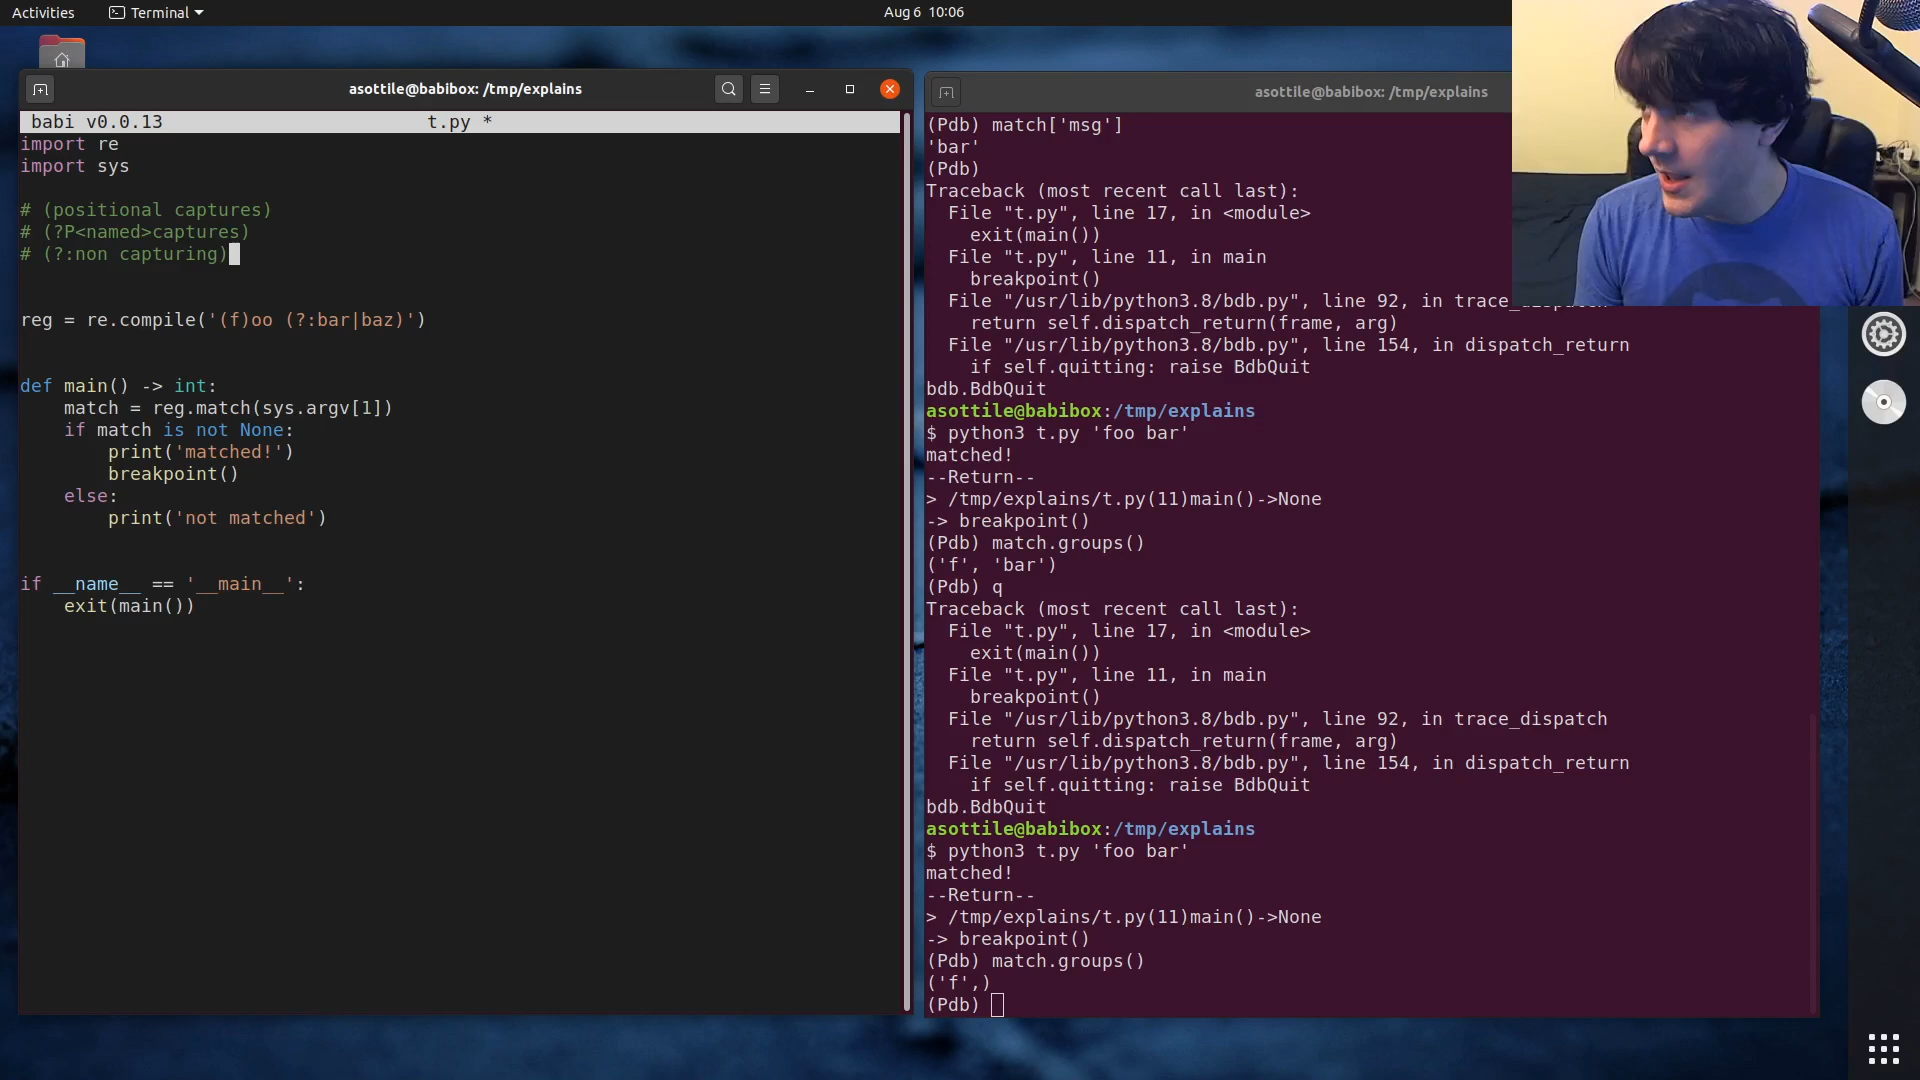 Activities
Terminal
Aug 6 10:06
asottile@babibox: /tmp/explains
babi v0.0.13 t.py *
import re
import sys
# (positional captures)
# (?P<named>captures)
# (?:non capturing)
reg = re.compile('(f)oo (?:bar|baz)')
def main() -> int:
match = reg.match(sys.argv[1])
if match is not None:
print('matched!')
breakpoint()
else:
print('not matched')
if __name__ == '__main__':
exit(main())
asottile@babibox: /tmp/explains
(Pdb) match['msg']
'bar'
(Pdb)
Traceback (most recent call last):
File "t.py", line 17, in <module>
exit(main())
File "t.py", line 11, in main
breakpoint()
File "/usr/lib/python3.8/bdb.py", line 92, in trace_dispatch
return self.dispatch_return(frame, arg)
File "/usr/lib/python3.8/bdb.py", line 154, in dispatch_return
if self.quitting: raise BdbQuit
bdb.BdbQuit
asottile@babibox:/tmp/explains
$ python3 t.py 'foo bar'
matched!
--Return--
> /tmp/explains/t.py(11)main()->None
-> breakpoint()
(Pdb) match.groups()
('f', 'bar')
(Pdb) q
Traceback (most recent call last):
File "t.py", line 17, in <module>
exit(main())
File "t.py", line 11, in main
breakpoint()
File "/usr/lib/python3.8/bdb.py", line 92, in trace_dispatch
return self.dispatch_return(frame, arg)
File "/usr/lib/python3.8/bdb.py", line 154, in dispatch_return
if self.quitting: raise BdbQuit
bdb.BdbQuit
asottile@babibox:/tmp/explains
$ python3 t.py 'foo bar'
matched!
--Return--
> /tmp/explains/t.py(11)main()->None
-> breakpoint()
(Pdb) match.groups()
('f',)
(Pdb)